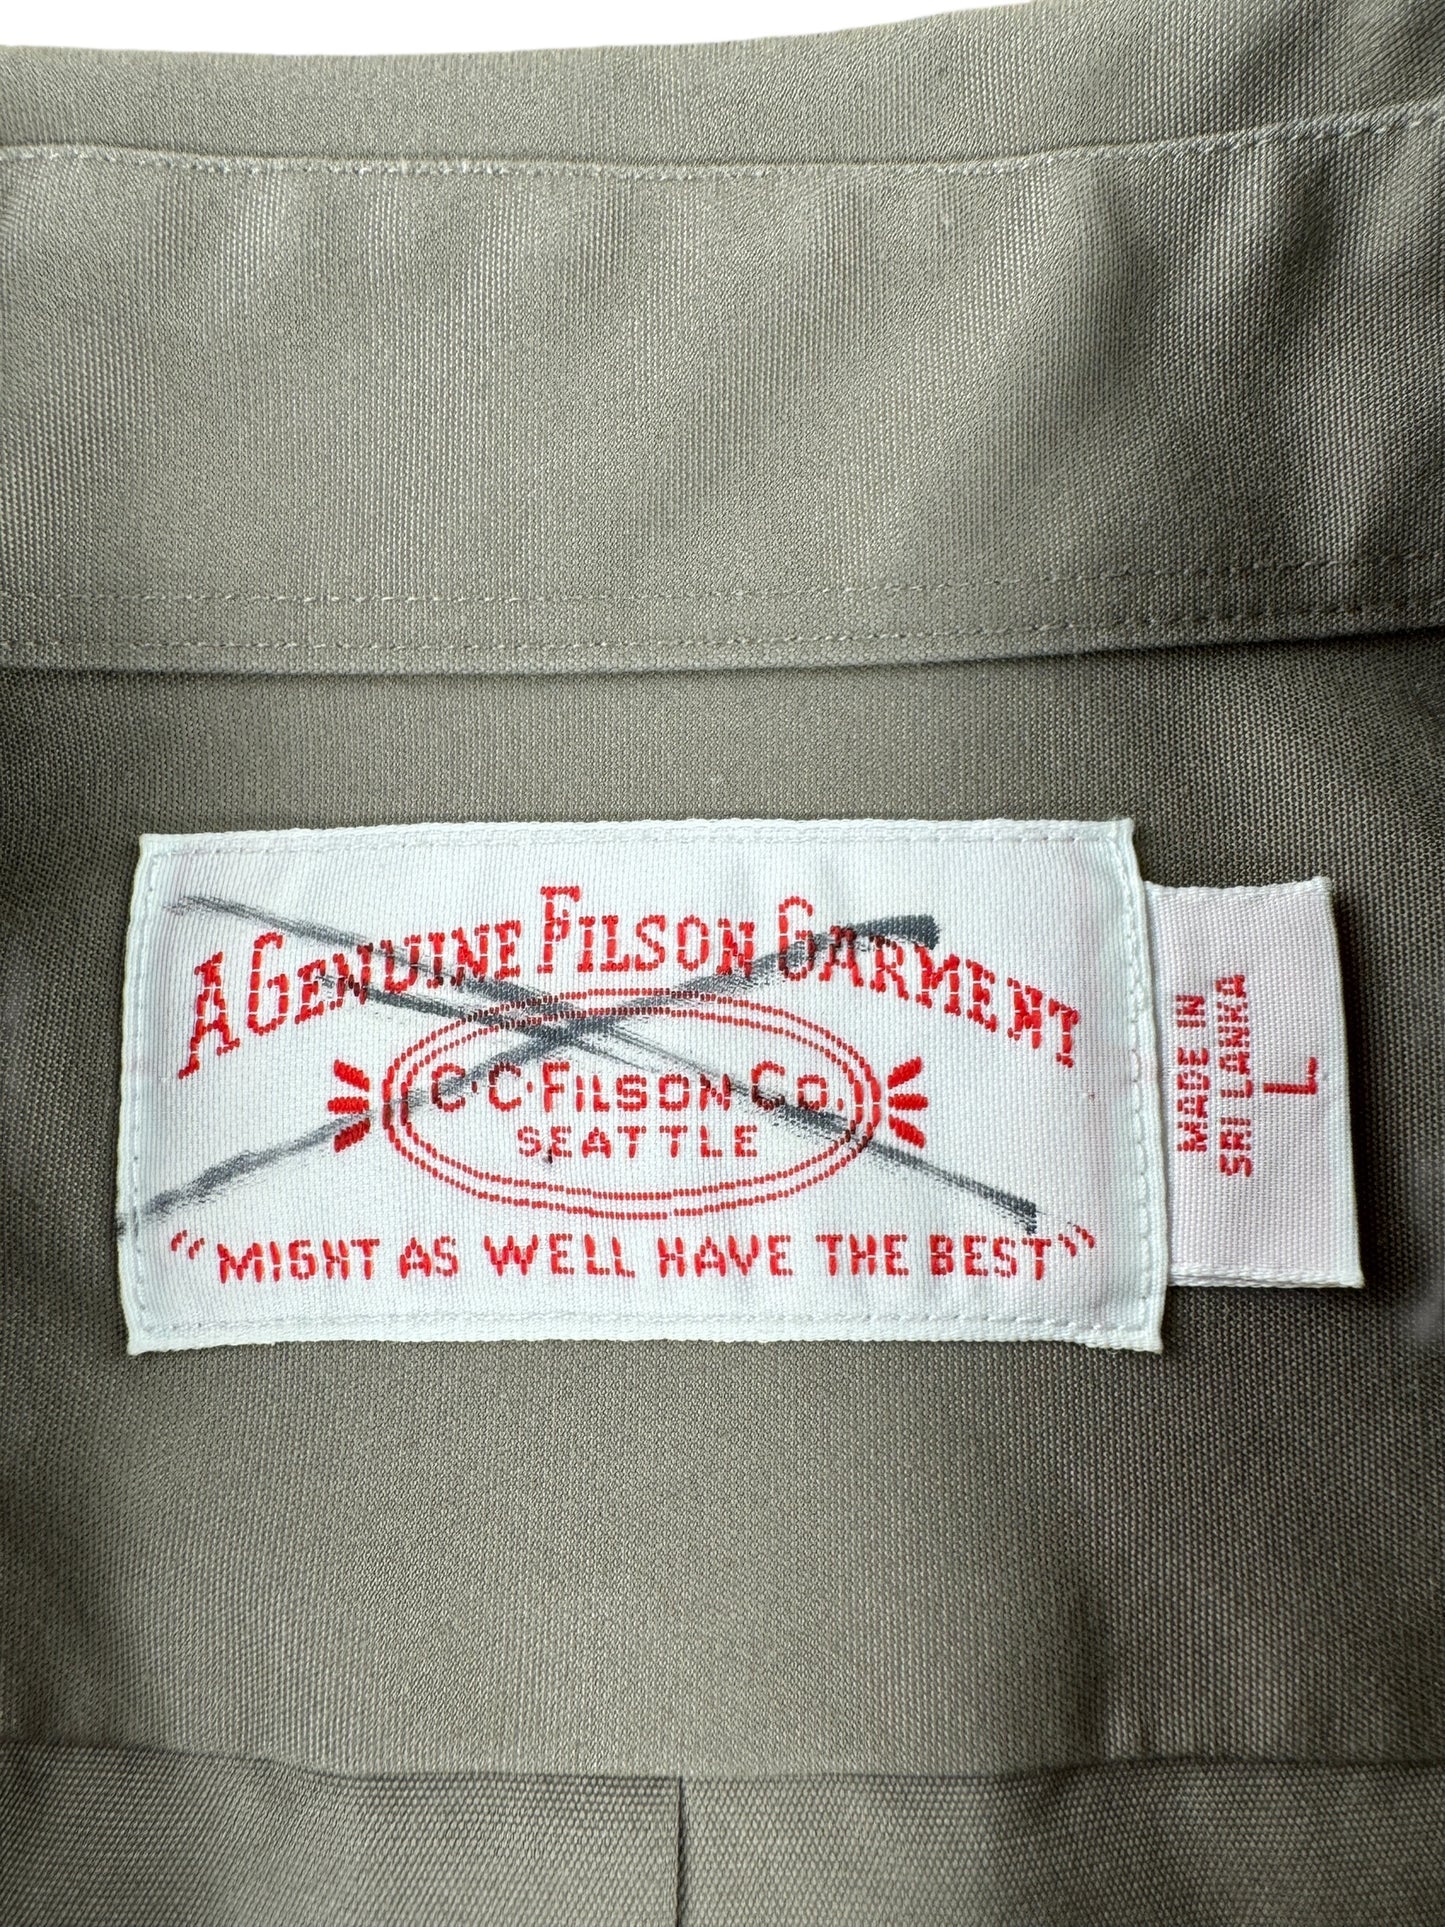 A GENUINE FILSON GARMENT
C·C·FILSON CO.
SEATTLE
"MIGHT AS WELL HAVE THE BEST"
MADE IN
SRI LANKA
L